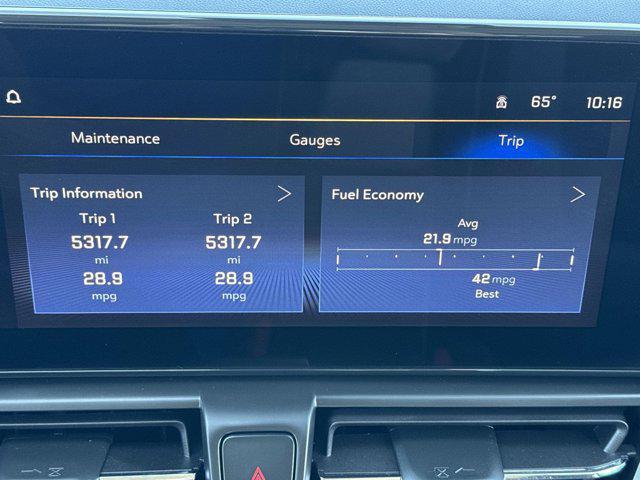 65° 10:16
Maintenance Gauges Trip
Trip Information >
Trip 1 Trip 2
5317.7 5317.7
mi mi
28.9 28.9
mpg mpg
Fuel Economy >
Avg
21.9 mpg
42 mpg
Best